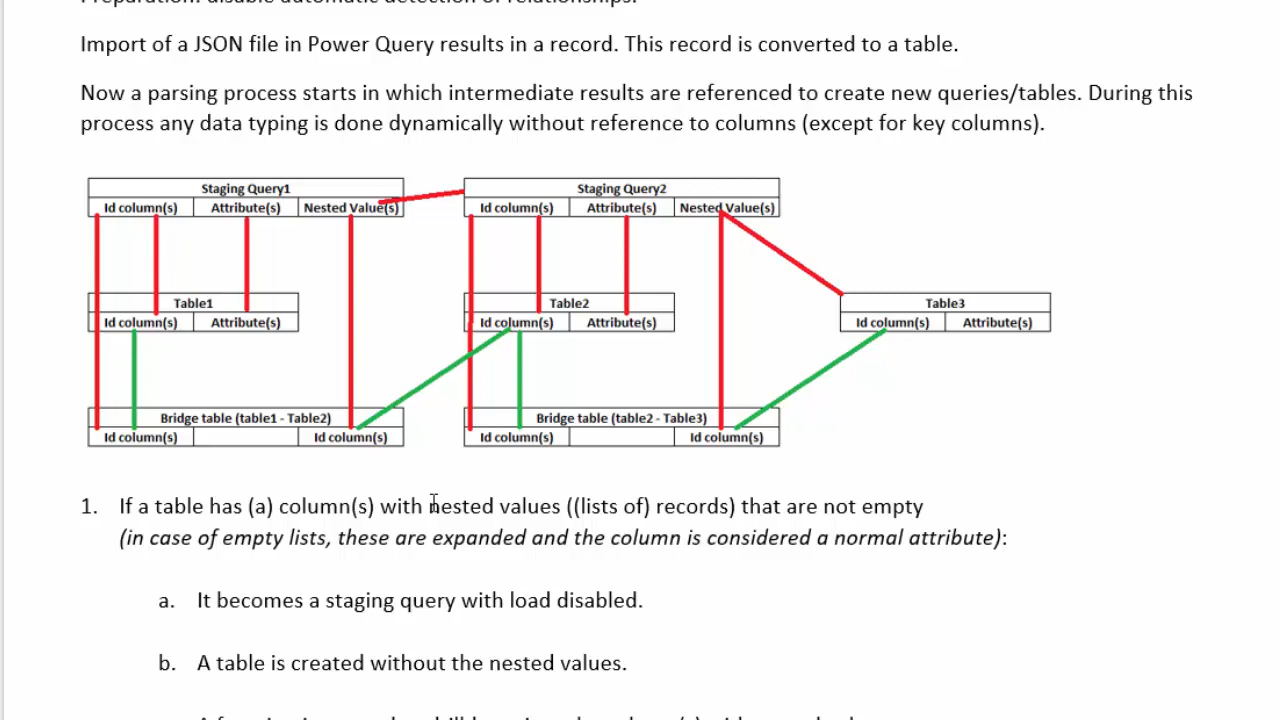 Preparation: disable automatic detection of relationships.
Import of a JSON file in Power Query results in a record. This record is converted to a table.
Now a parsing process starts in which intermediate results are referenced to create new queries/tables. During this
process any data typing is done dynamically without reference to columns (except for key columns).
Staging Query1
Id column(s) Attribute(s) Nested Value(s)
Staging Query2
Id column(s) Attribute(s) Nested Value(s)
Table1
Id column(s) Attribute(s)
Table2
Id column(s) Attribute(s)
Table3
Id column(s) Attribute(s)
Bridge table (table1 - Table2)
Id column(s) Id column(s)
Bridge table (table2 - Table3)
Id column(s) Id column(s)
1. If a table has (a) column(s) with nested values ((lists of) records) that are not empty
(in case of empty lists, these are expanded and the column is considered a normal attribute):
a. It becomes a staging query with load disabled.
b. A table is created without the nested values.